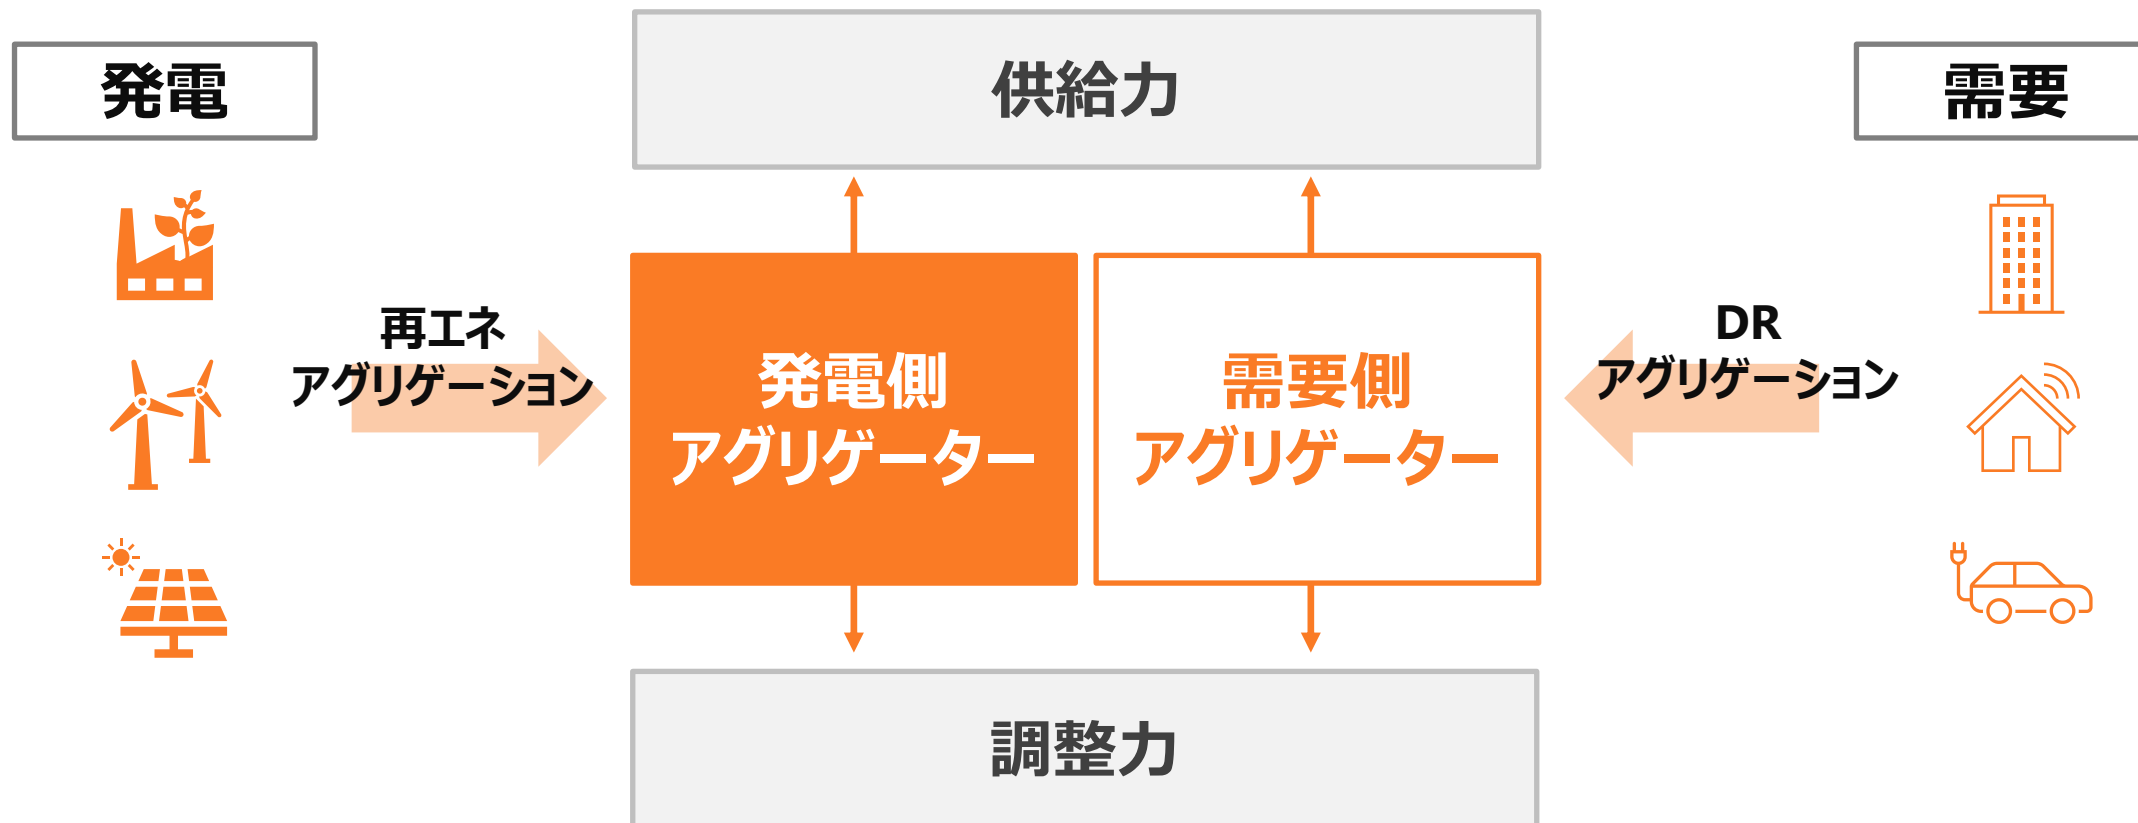 発電
供給力
需要
再エネ
アグリゲーション
発電側
アグリゲーター
需要側
アグリゲーター
DR
アグリゲーション
調整力